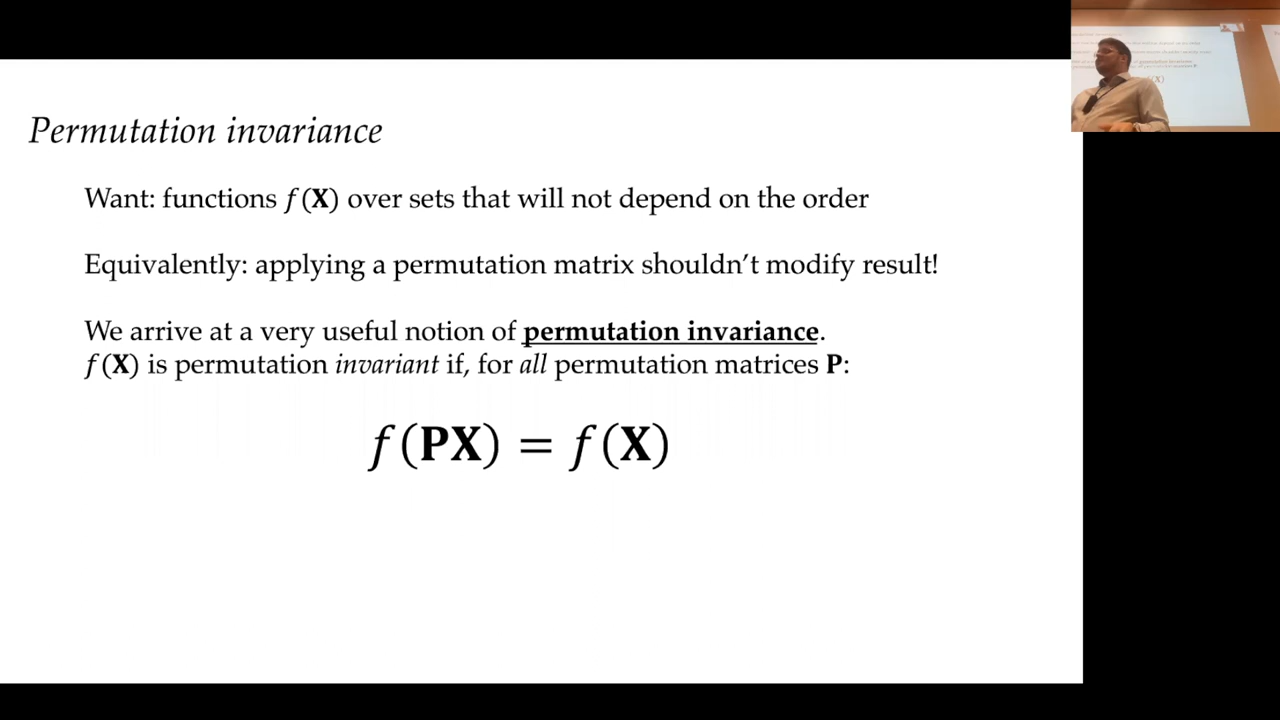 Permutation invariance
Want: functions f(X) over sets that will not depend on the order
Equivalently: applying a permutation matrix shouldn’t modify result!
We arrive at a very useful notion of permutation invariance.
f(X) is permutation invariant if, for all permutation matrices P:
f(PX) = f(X)